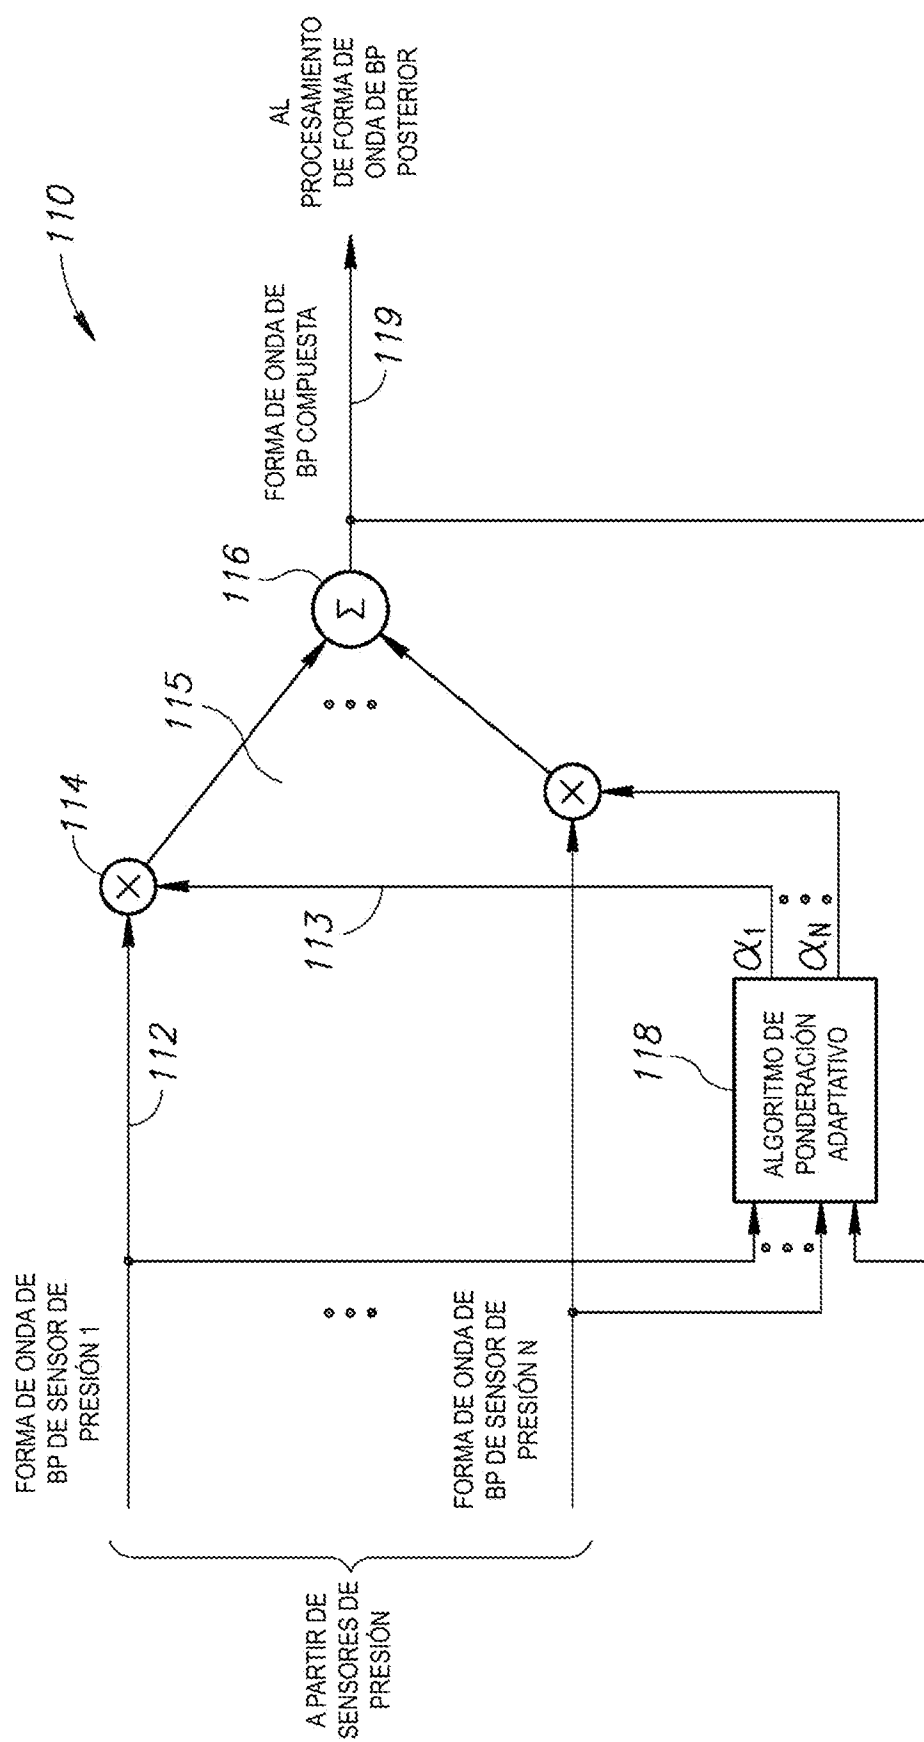 110
FORMA DE ONDA DE
BP DE SENSOR DE
PRESIÓN 1
112
114
115
116
FORMA DE ONDA DE
BP COMPUESTA
119
AL
PROCESAMIENTO
DE FORMA DE
ONDA DE BP
POSTERIOR
Σ
×
×
113
A PARTIR DE
SENSORES DE
PRESIÓN
FORMA DE ONDA DE
BP DE SENSOR DE
PRESIÓN N
118
ALGORITMO DE
PONDERACIÓN
ADAPTATIVO
α1
αN